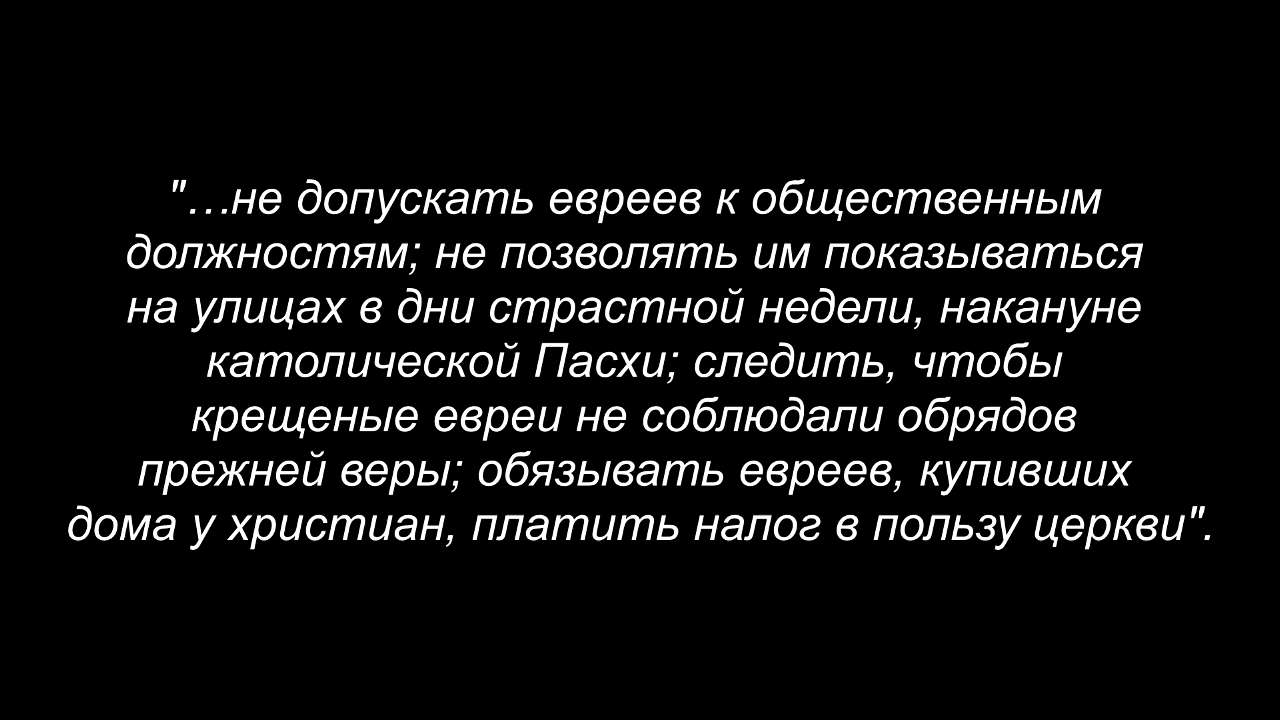 "…не допускать евреев к общественным
должностям; не позволять им показываться
на улицах в дни страстной недели, накануне
католической Пасхи; следить, чтобы
крещеные евреи не соблюдали обрядов
прежней веры; обязывать евреев, купивших
дома у христиан, платить налог в пользу церкви".